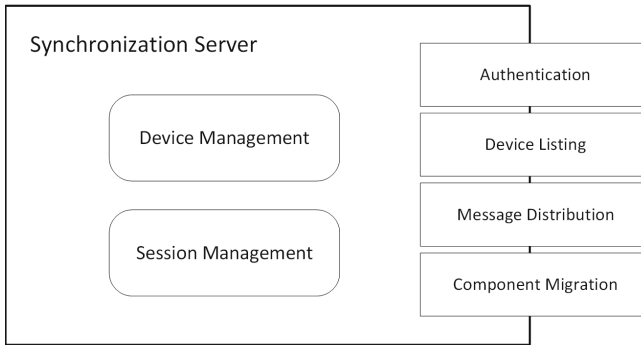 Synchronization Server
Device Management
Session Management
Authentication
Device Listing
Message Distribution
Component Migration